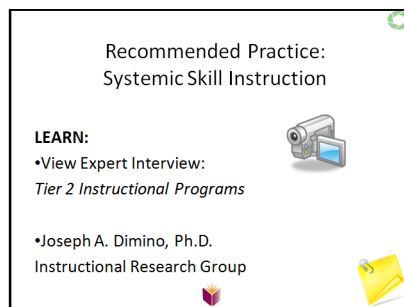 Recommended Practice:
Systemic Skill Instruction
LEARN:
•View Expert Interview:
Tier 2 Instructional Programs
•Joseph A. Dimino, Ph.D.
Instructional Research Group